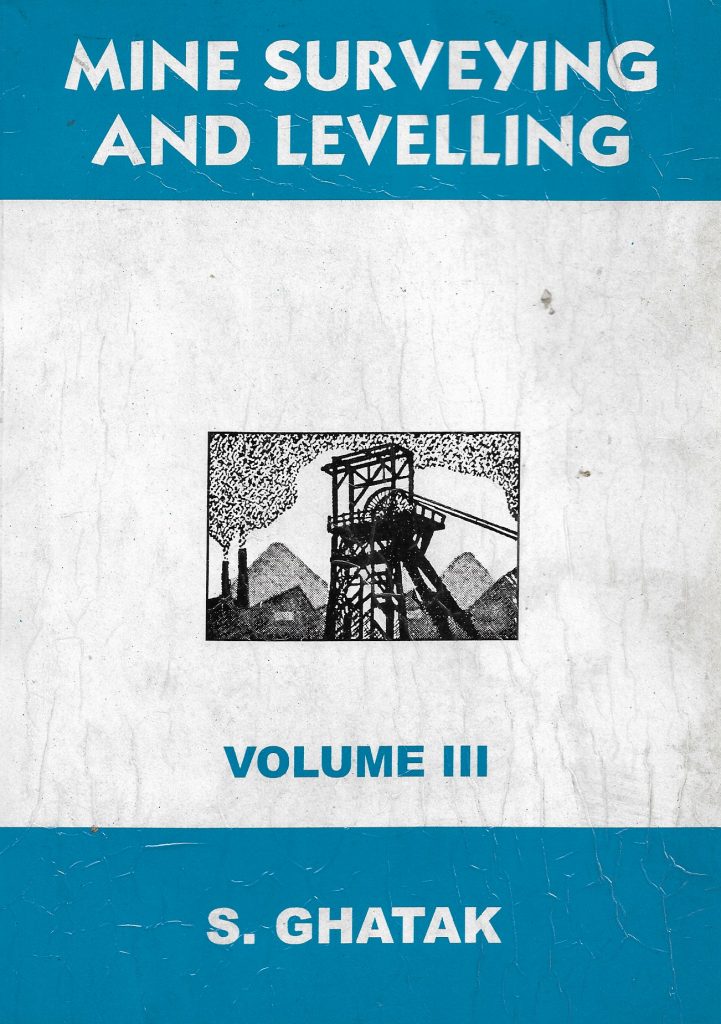 MINE SURVEYING
AND LEVELLING
VOLUME III
S. GHATAK